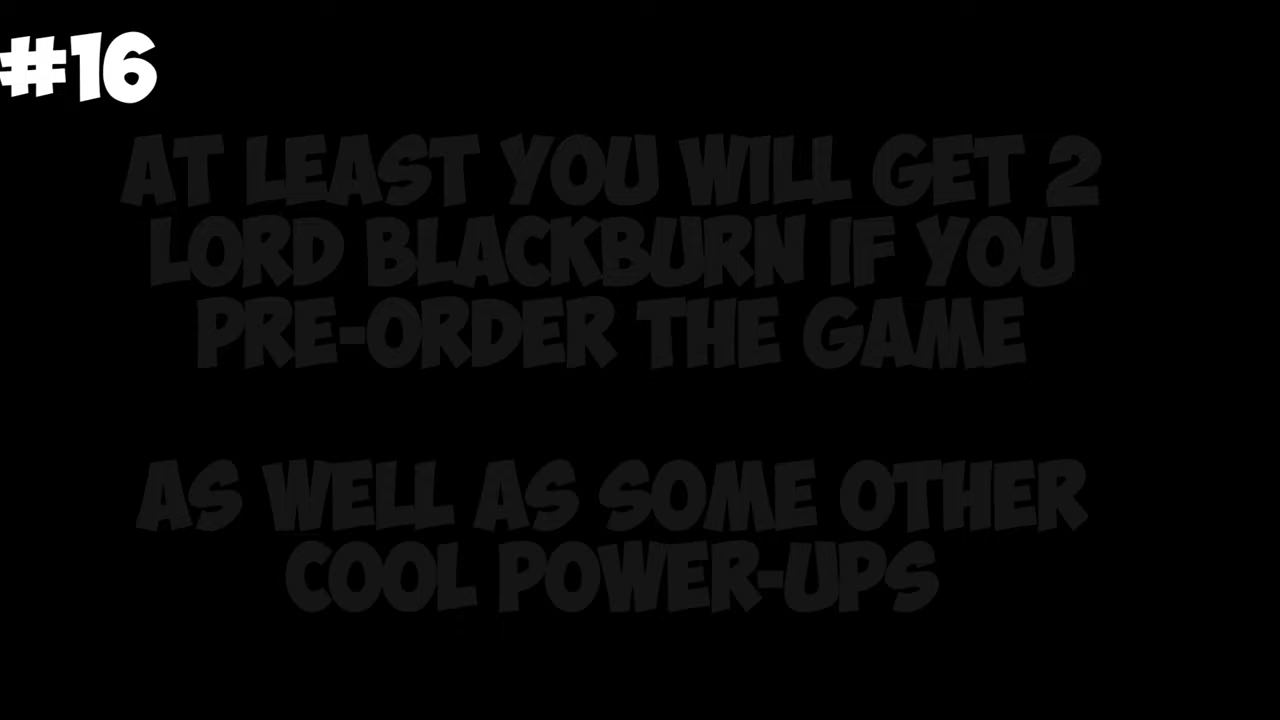 #16
AT LEAST YOU WILL GET 2
LORD BLACKBURN IF YOU
PRE-ORDER THE GAME
AS WELL AS SOME OTHER
COOL POWER-UPS